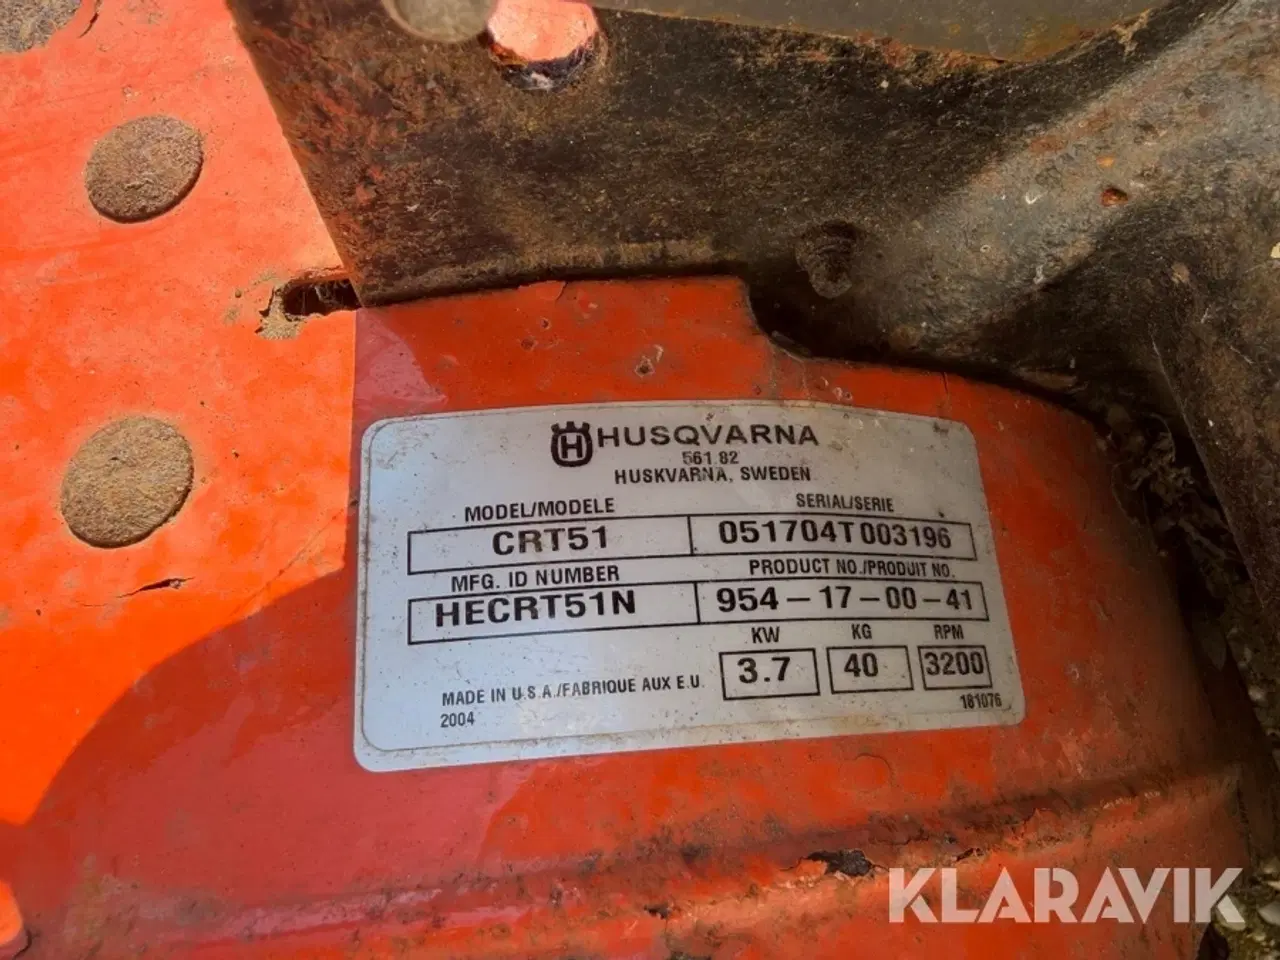 HUSQVARNA
561 82
HUSKVARNA, SWEDEN
MODEL/MODELE SERIAL/SERIE
CRT51 051704T003196
MFG. ID NUMBER PRODUCT NO./PRODUIT NO.
HECRT51N 954-17-00-41
KW KG RPM
3.7 40 3200
MADE IN U.S.A./FABRIQUE AUX E.U.
2004
181076
KLARAVIK